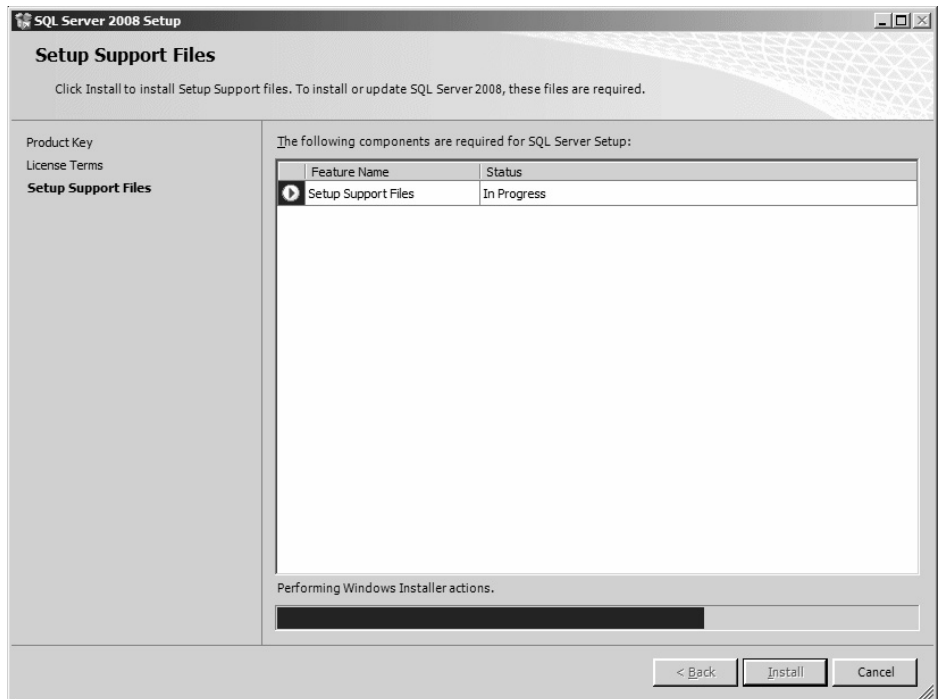 SQL Server 2008 Setup
Setup Support Files
Click Install to install Setup Support files. To install or update SQL Server 2008, these files are required.
Product Key
License Terms
Setup Support Files
The following components are required for SQL Server Setup:
Feature Name Status
Setup Support Files In Progress
Performing Windows Installer actions.
< Back Install Cancel